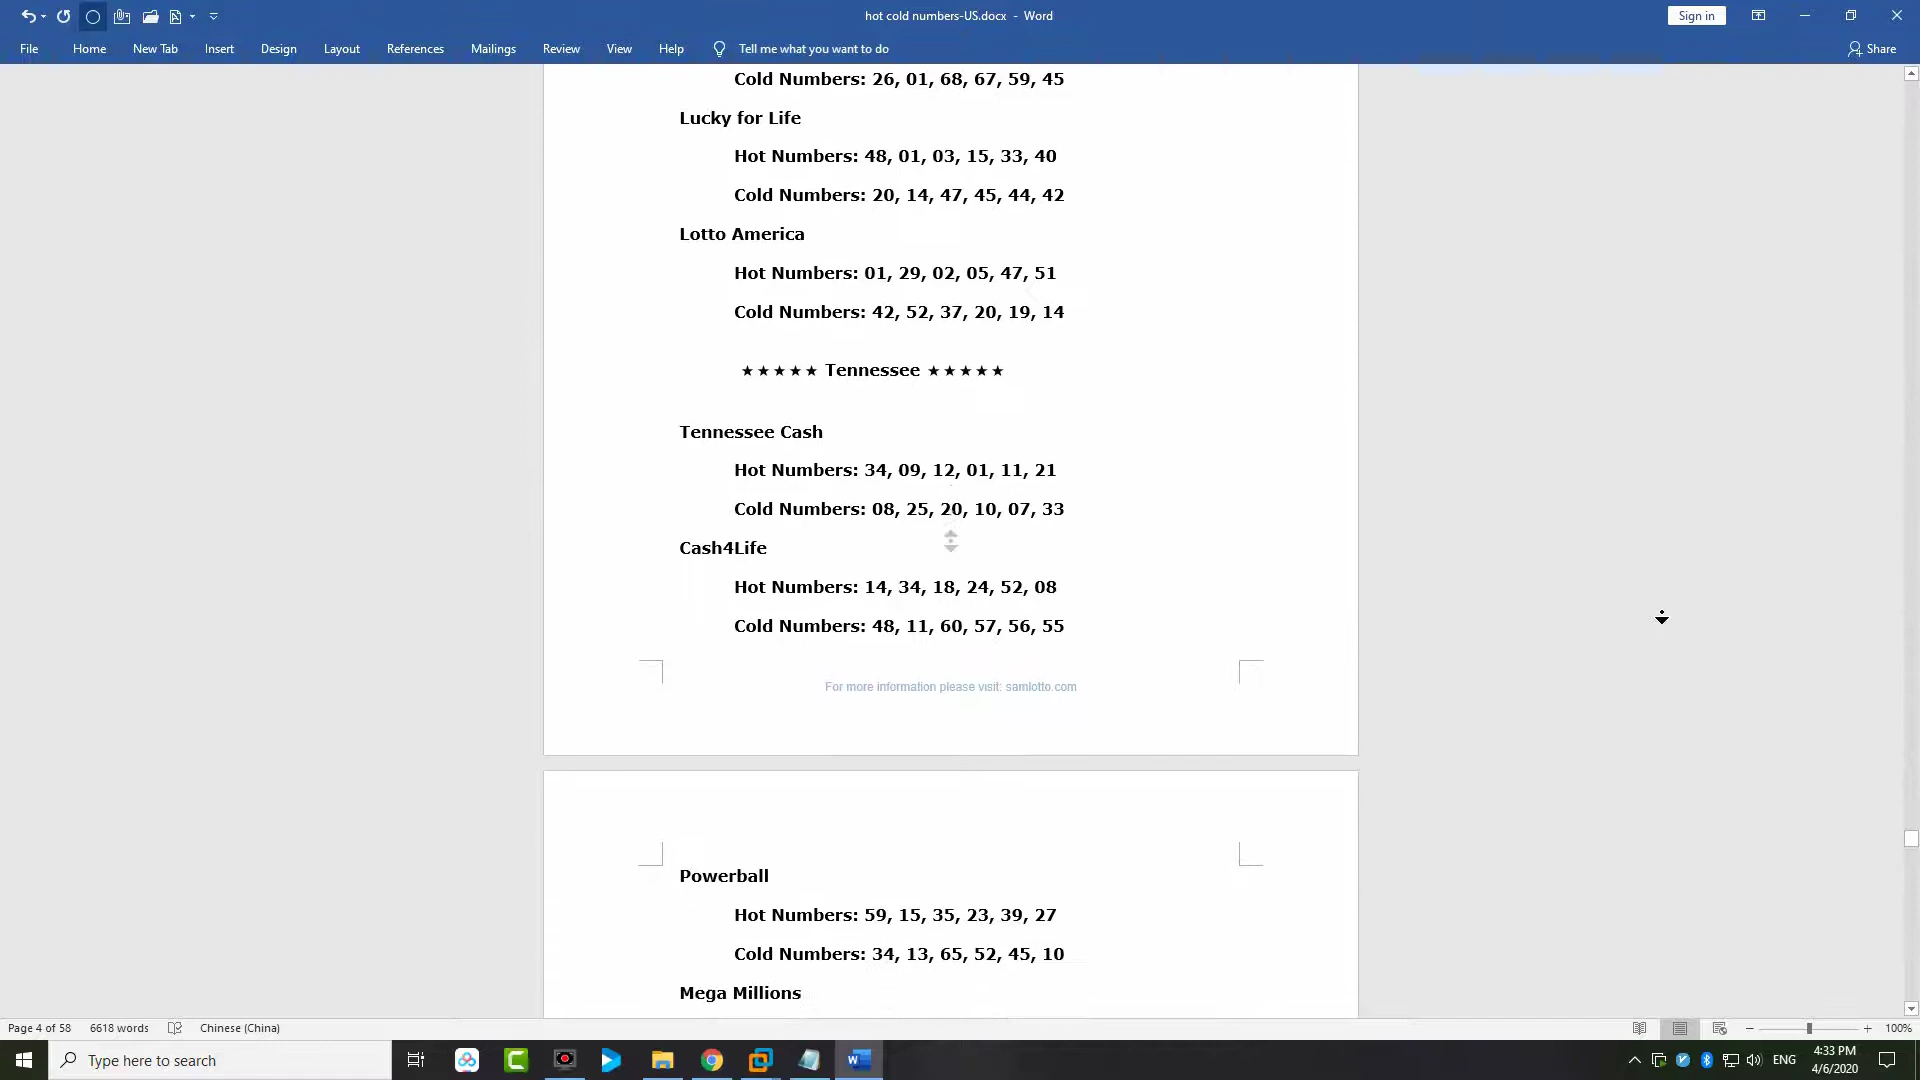 hot cold numbers-US.docx - Word
Sign in
File Home New Tab Insert Design Layout References Mailings Review View Help Tell me what you want to do Share
Cold Numbers: 26, 01, 68, 67, 59, 45
Lucky for Life
Hot Numbers: 48, 01, 03, 15, 33, 40
Cold Numbers: 20, 14, 47, 45, 44, 42
Lotto America
Hot Numbers: 01, 29, 02, 05, 47, 51
Cold Numbers: 42, 52, 37, 20, 19, 14
★★★★★ Tennessee ★★★★★
Tennessee Cash
Hot Numbers: 34, 09, 12, 01, 11, 21
Cold Numbers: 08, 25, 20, 10, 07, 33
Cash4Life
Hot Numbers: 14, 34, 18, 24, 52, 08
Cold Numbers: 48, 11, 60, 57, 56, 55
For more information please visit: samlotto.com
Powerball
Hot Numbers: 59, 15, 35, 23, 39, 27
Cold Numbers: 34, 13, 65, 52, 45, 10
Mega Millions
Page 4 of 58 6618 words Chinese (China) 100%
Type here to search
ENG
4:33 PM
4/6/2020